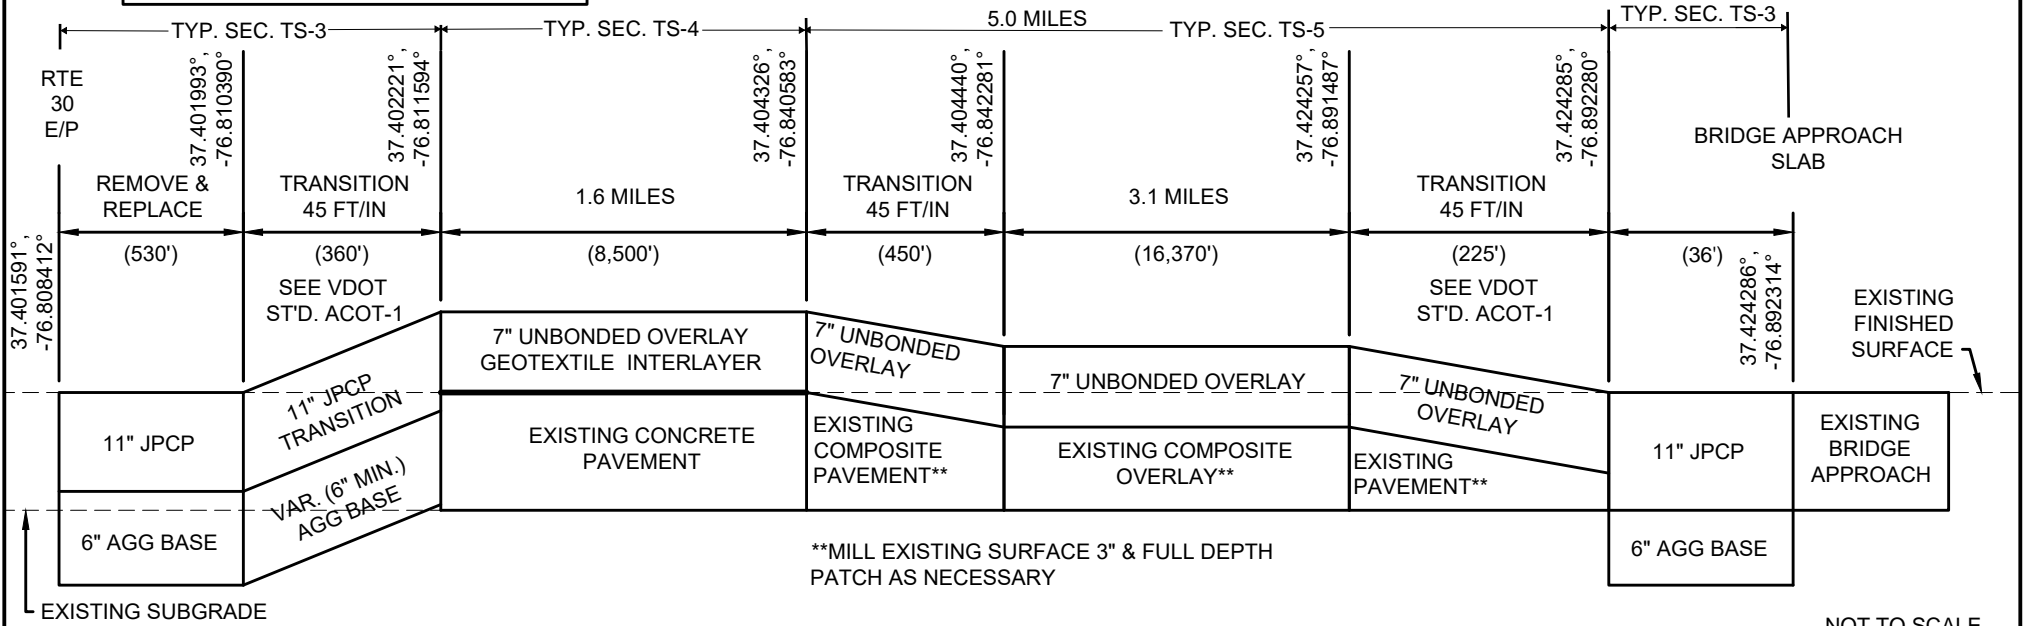 TYP. SEC. TS-3
TYP. SEC. TS-4
5.0 MILES
TYP. SEC. TS-5
TYP. SEC. TS-3
RTE
30
E/P
37.401993°,
-76.810390°
37.402221°,
-76.811594°
37.404326°,
-76.840583°
37.404440°,
-76.842281°
37.424257°,
-76.891487°
37.424285°,
-76.892280°
BRIDGE APPROACH
SLAB
REMOVE &
REPLACE
TRANSITION
45 FT/IN
1.6 MILES
TRANSITION
45 FT/IN
3.1 MILES
TRANSITION
45 FT/IN
37.401591°,
-76.808412°
(530')
(360')
(8,500')
(450')
(16,370')
(225')
(36')
SEE VDOT
ST'D. ACOT-1
SEE VDOT
ST'D. ACOT-1
37.424286°,
-76.892314°
EXISTING
FINISHED
SURFACE
7" UNBONDED OVERLAY
GEOTEXTILE INTERLAYER
7" UNBONDED
OVERLAY
7" UNBONDED OVERLAY
7" UNBONDED
OVERLAY
11" JPCP
11" JPCP
TRANSITION
EXISTING CONCRETE
PAVEMENT
EXISTING
COMPOSITE
PAVEMENT**
EXISTING COMPOSITE
OVERLAY**
EXISTING
PAVEMENT**
11" JPCP
EXISTING
BRIDGE
APPROACH
6" AGG BASE
VAR. (6" MIN.)
AGG BASE
**MILL EXISTING SURFACE 3" & FULL DEPTH
PATCH AS NECESSARY
6" AGG BASE
EXISTING SUBGRADE
NOT TO SCALE